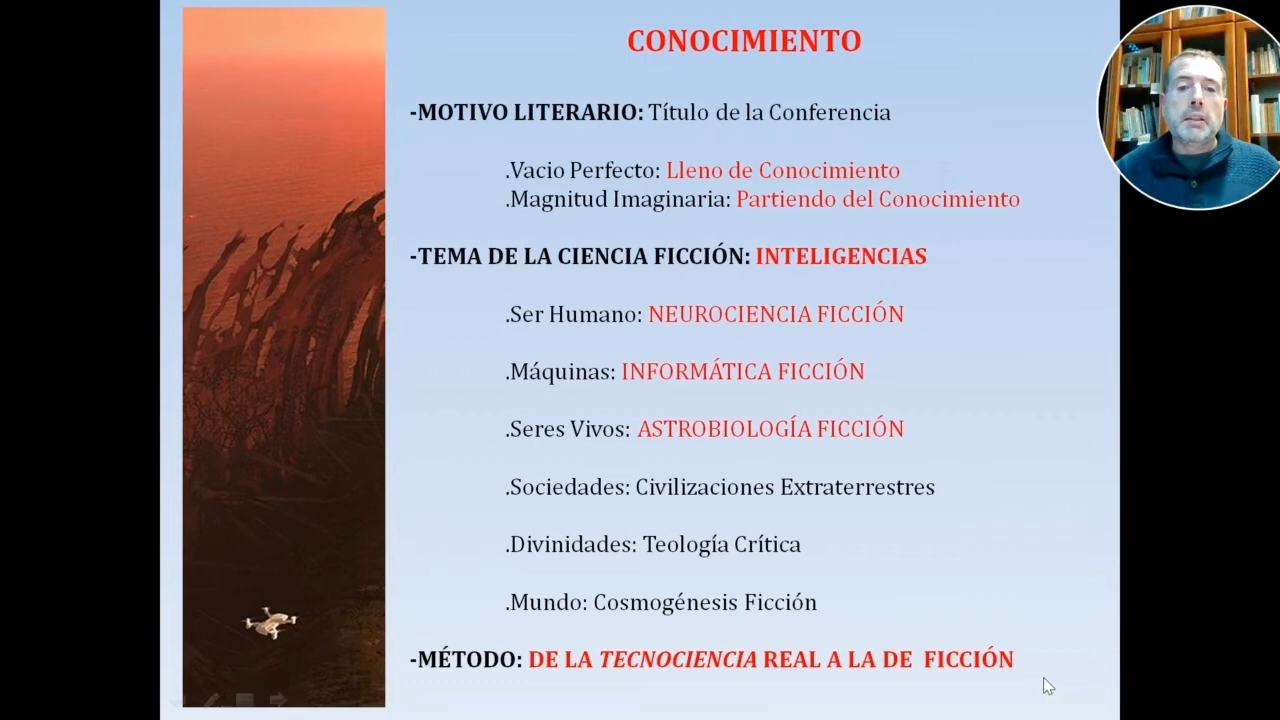 CONOCIMIENTO
-MOTIVO LITERARIO: Título de la Conferencia
.Vacio Perfecto: Lleno de Conocimiento
.Magnitud Imaginaria: Partiendo del Conocimiento
-TEMA DE LA CIENCIA FICCIÓN: INTELIGENCIAS
.Ser Humano: NEUROCIENCIA FICCIÓN
.Máquinas: INFORMÁTICA FICCIÓN
.Seres Vivos: ASTROBIOLOGÍA FICCIÓN
.Sociedades: Civilizaciones Extraterrestres
.Divinidades: Teología Crítica
.Mundo: Cosmogénesis Ficción
-MÉTODO: DE LA TECNOCIENCIA REAL A LA DE FICCIÓN